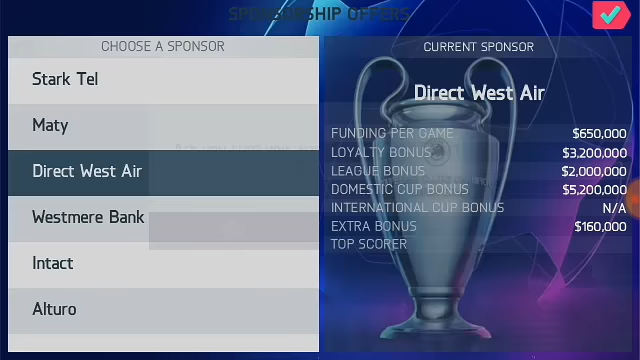 SPONSORSHIP OFFERS
CHOOSE A SPONSOR
Stark Tel
Maty
Direct West Air
Westmere Bank
Intact
Alturo
CURRENT SPONSOR
Direct West Air
FUNDING PER GAME $650,000
LOYALTY BONUS $3,200,000
LEAGUE BONUS $2,000,000
DOMESTIC CUP BONUS $5,200,000
INTERNATIONAL CUP BONUS N/A
EXTRA BONUS $160,000
TOP SCORER